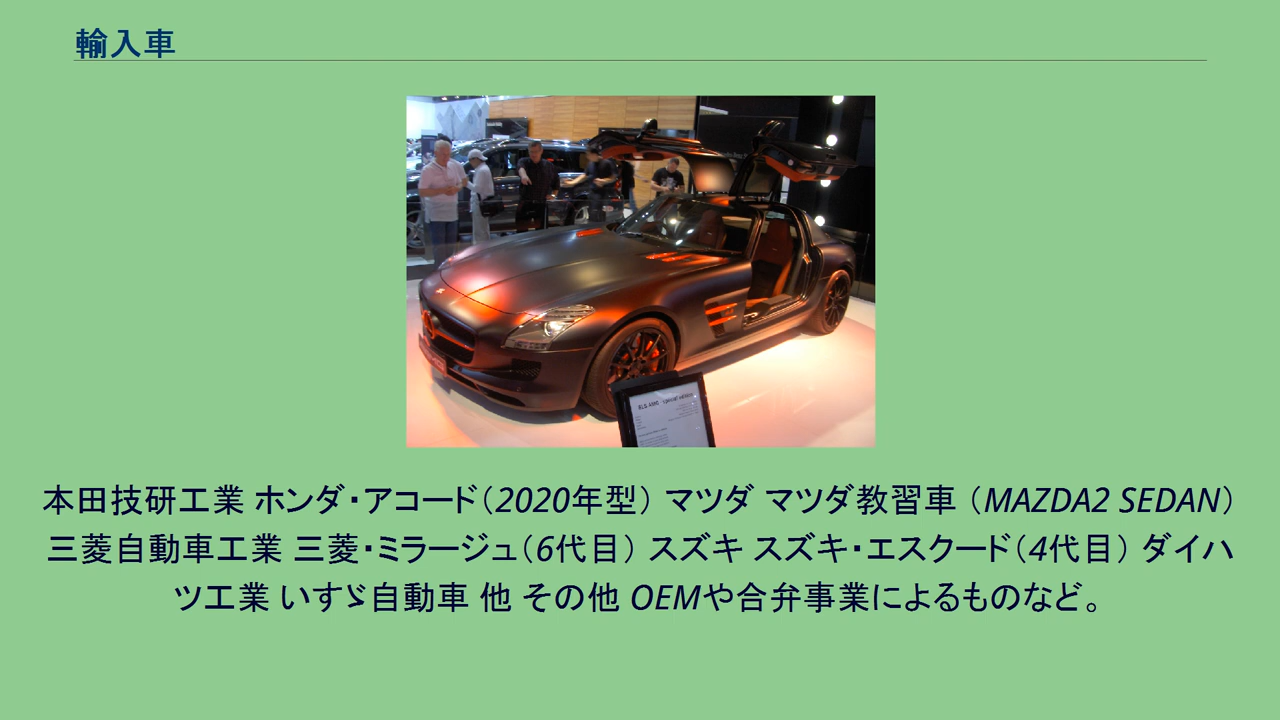 輸入車
SLS AMG
本田技研工業 ホンダ・アコード（2020年型） マツダ マツダ教習車 （MAZDA2 SEDAN）
三菱自動車工業 三菱・ミラージュ（6代目） スズキ スズキ・エスクード（4代目） ダイハ
ツ工業 いすゞ自動車 他 その他 OEMや合弁事業によるものなど。